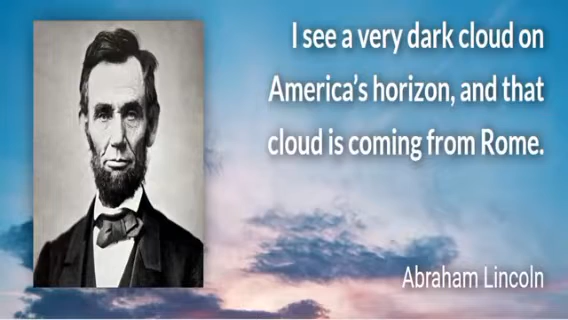 I see a very dark cloud on
America's horizon, and that
cloud is coming from Rome.
Abraham Lincoln